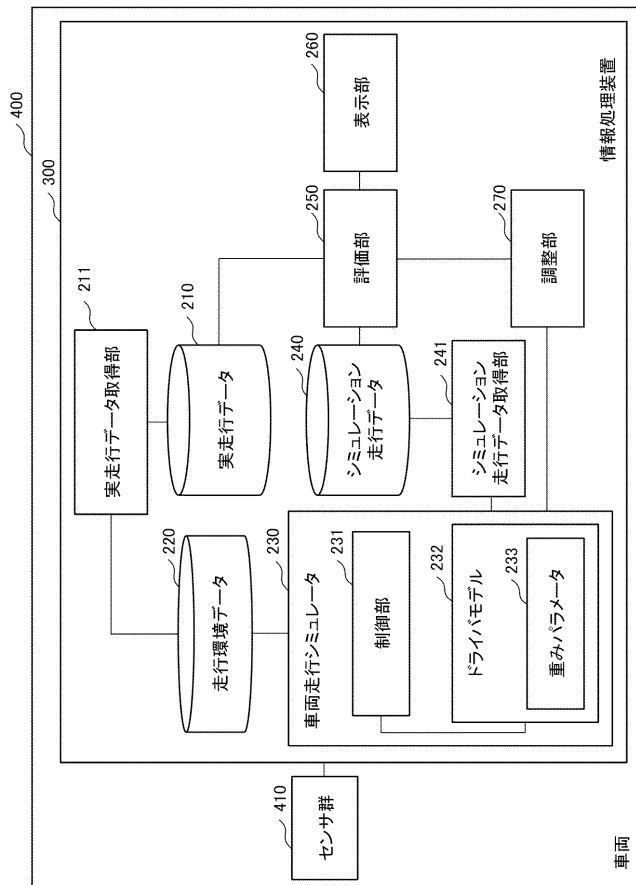 400
300
211
実走行データ取得部
210
実走行データ
260
表示部
250
評価部
270
調整部
240
シミュレーション
走行データ
241
シミュレーション
走行データ取得部
220
走行環境データ
230
車両走行シミュレータ
231
制御部
232
ドライバモデル
233
重みパラメータ
情報処理装置
410
センサ群
車両